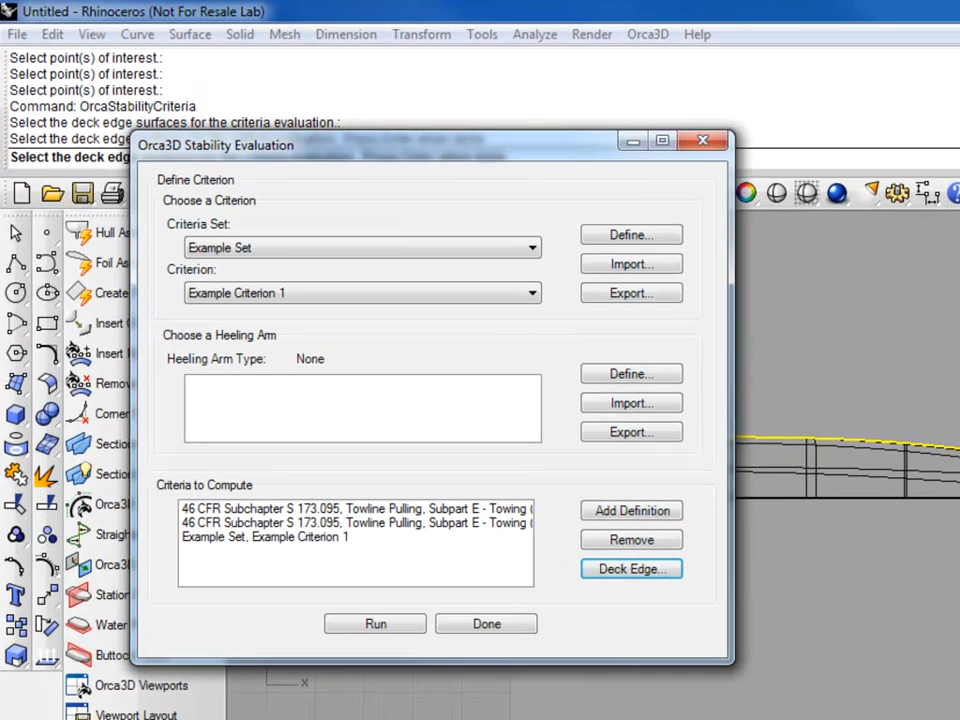 Untitled - Rhinoceros (Not For Resale Lab)
File Edit View Curve Surface Solid Mesh Dimension Transform Tools Analyze Render Orca3D Help
Select point(s) of interest.:
Select point(s) of interest.:
Select point(s) of interest.:
Command: OrcaStabilityCriteria
Select the deck edge surfaces for the criteria evaluation.:
Select the deck edg
Select the deck edg
Orca3D Stability Evaluation
Define Criterion
Choose a Criterion
Criteria Set:
Example Set
Define...
Import...
Criterion:
Example Criterion 1
Export...
Choose a Heeling Arm
Heeling Arm Type: None
Define...
Import...
Export...
Criteria to Compute
46 CFR Subchapter S 173.095, Towline Pulling, Subpart E - Towing (
46 CFR Subchapter S 173.095, Towline Pulling, Subpart E - Towing (
Example Set, Example Criterion 1
Add Definition
Remove
Deck Edge...
Run Done
Hull As
Foil As
Create
Insert C
Insert
Remov
Corner
Section
Section
Orca3
Straigh
Orca3
Station
Water
Buttoc
Orca3D Viewports
Viewport Layout
X